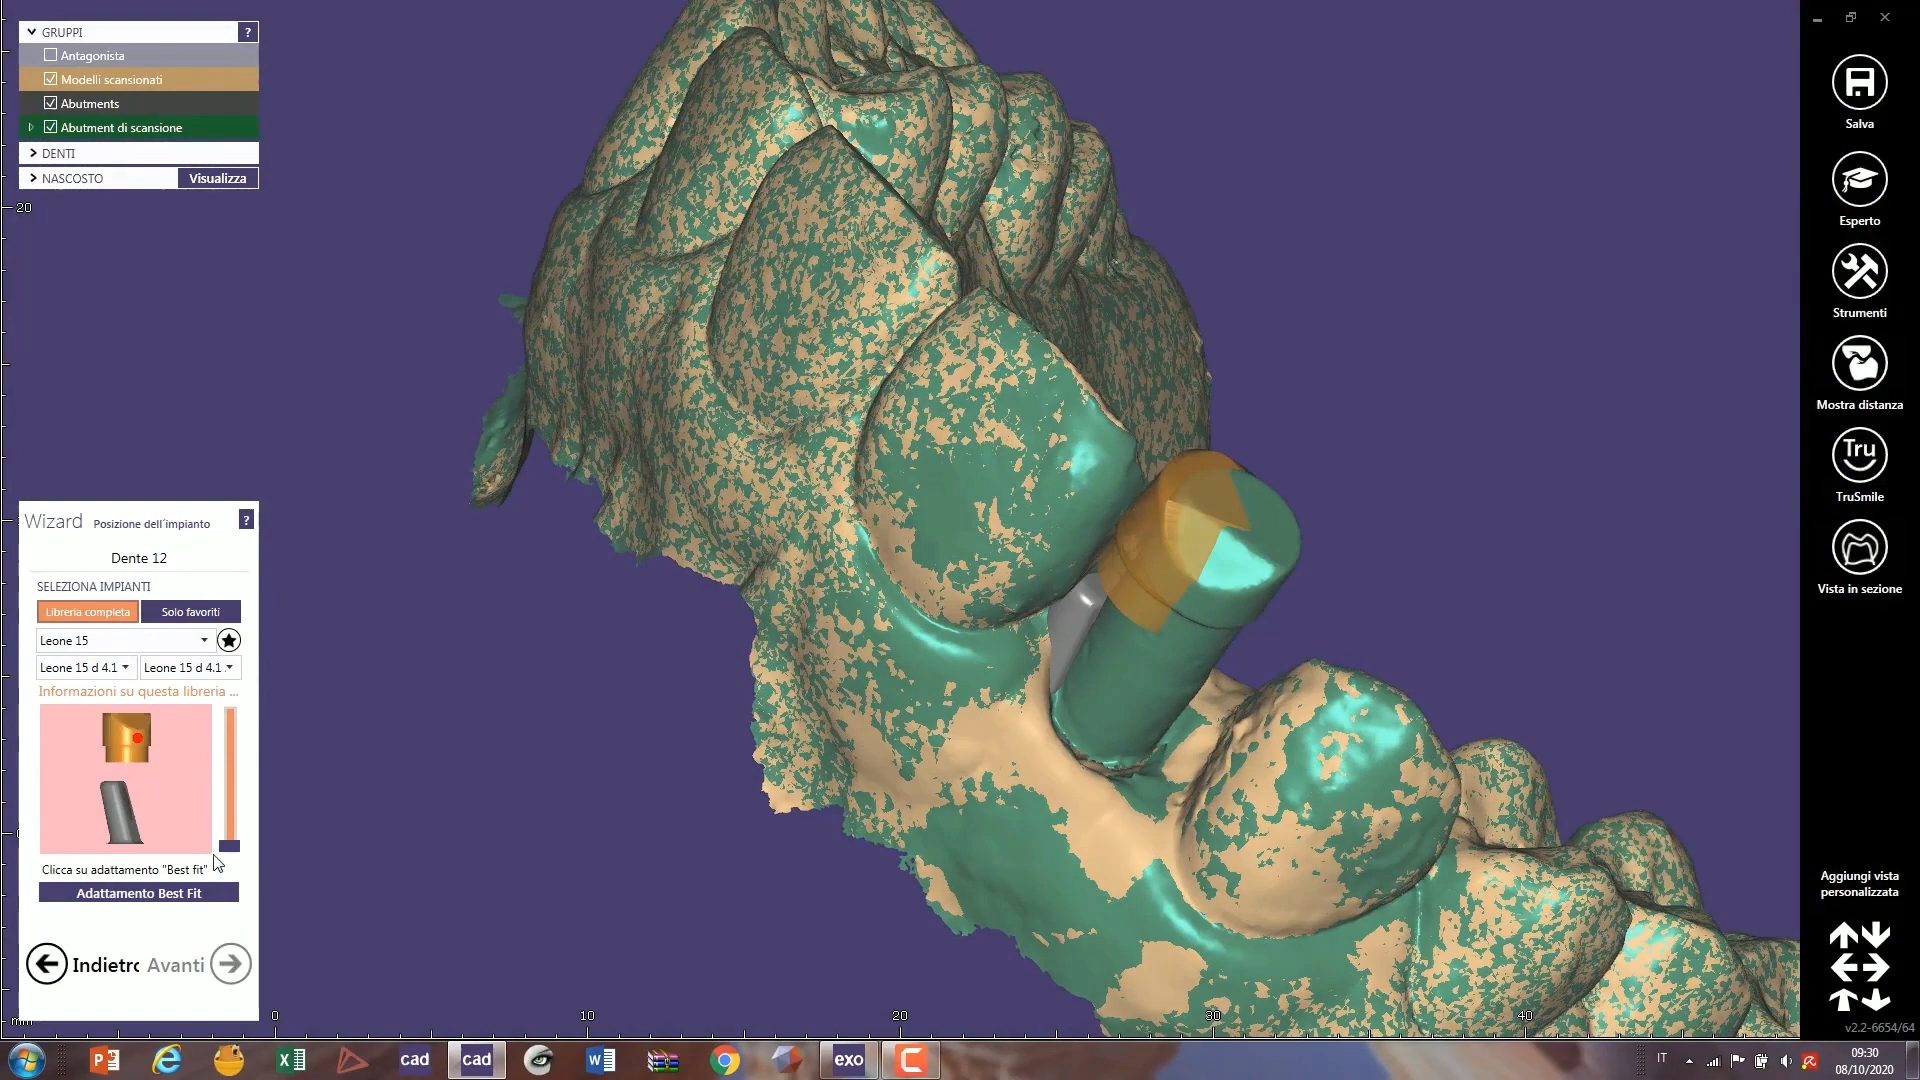 GRUPPI
?
Antagonista
Modelli scansionati
Abutments
Abutment di scansione
DENTI
NASCOSTO
Visualizza
20
Wizard Posizione dell´impianto
?
Dente 12
SELEZIONA IMPIANTI
Libreria completa
Solo favoriti
Leone 15
Leone 15 d 4.1
Leone 15 d 4.1 .
Informazioni su questa libreria ...
Clicca su adattamento "Best fit"
Adattamento Best Fit
Indietro
Avanti
mm
0
0
10
20
30
40
Salva
Esperto
Strumenti
Mostra distanza
Tru
TruSmile
Vista in sezione
Aggiungi vista
personalizzata
v2.2-6654/64
cad
cad
exo
IT
09:30
08/10/2020